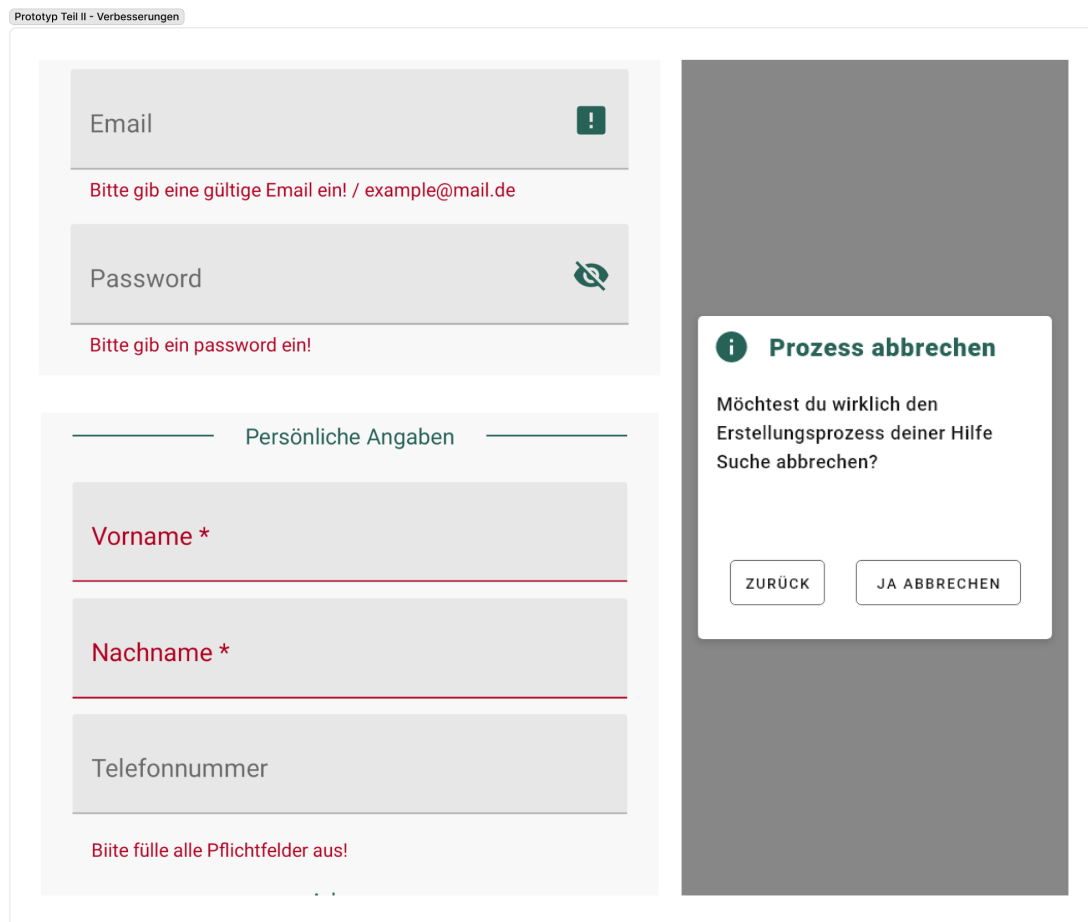 Prototyp Teil II - Verbesserungen
Email
Bitte gib eine gültige Email ein! / example@mail.de
Password
Bitte gib ein password ein!
Persönliche Angaben
Vorname *
Nachname *
Telefonnummer
Biite fülle alle Pflichtfelder aus!
Prozess abbrechen
Möchtest du wirklich den
Erstellungsprozess deiner Hilfe
Suche abbrechen?
ZURÜCK
JA ABBRECHEN